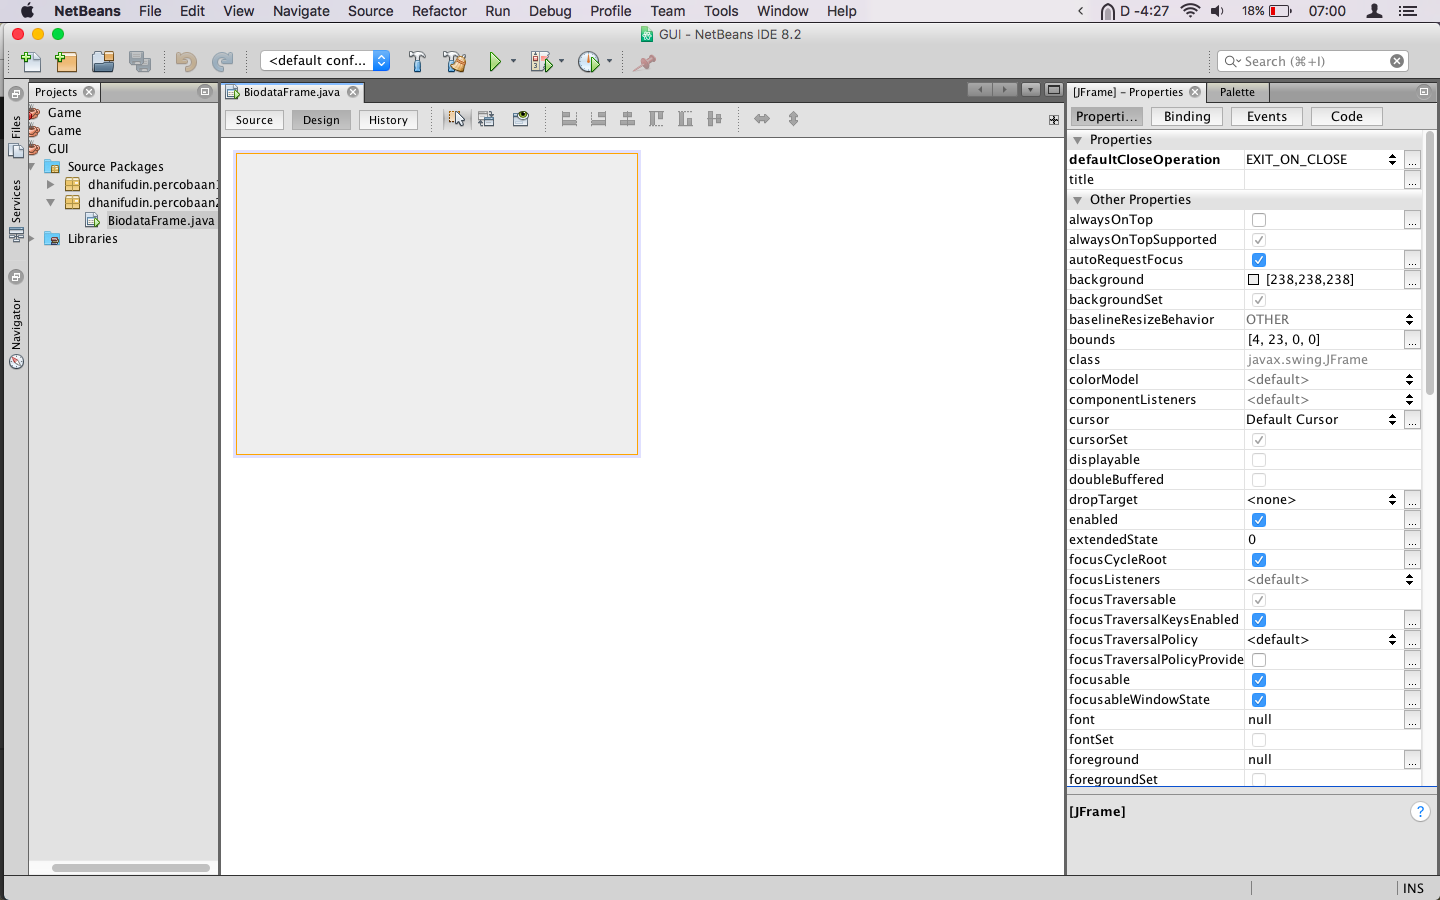 NetBeans File Edit View Navigate Source Refactor Run Debug Profile Team Tools Window Help D -4:27 18% 07:00
GUI - NetBeans IDE 8.2
<default conf... Search (⌘+I)
Projects
Files
Services
Navigator
Game
Game
GUI
Source Packages
dhanifudin.percobaan
dhanifudin.percobaan2
BiodataFrame.java
Libraries
BiodataFrame.java
Source Design History
[JFrame] - Properties Palette
Properti... Binding Events Code
Properties
defaultCloseOperation EXIT_ON_CLOSE ...
title ...
Other Properties
alwaysOnTop ...
alwaysOnTopSupported
autoRequestFocus ...
background [238,238,238] ...
backgroundSet
baselineResizeBehavior OTHER
bounds [4, 23, 0, 0] ...
class javax.swing.JFrame
colorModel <default>
componentListeners <default>
cursor Default Cursor ...
cursorSet
displayable
doubleBuffered
dropTarget <none> ...
enabled ...
extendedState 0 ...
focusCycleRoot ...
focusListeners <default>
focusTraversable
focusTraversalKeysEnabled ...
focusTraversalPolicy <default> ...
focusTraversalPolicyProvide ...
focusable ...
focusableWindowState ...
font null ...
fontSet
foreground null ...
foregroundSet
[JFrame] ?
INS